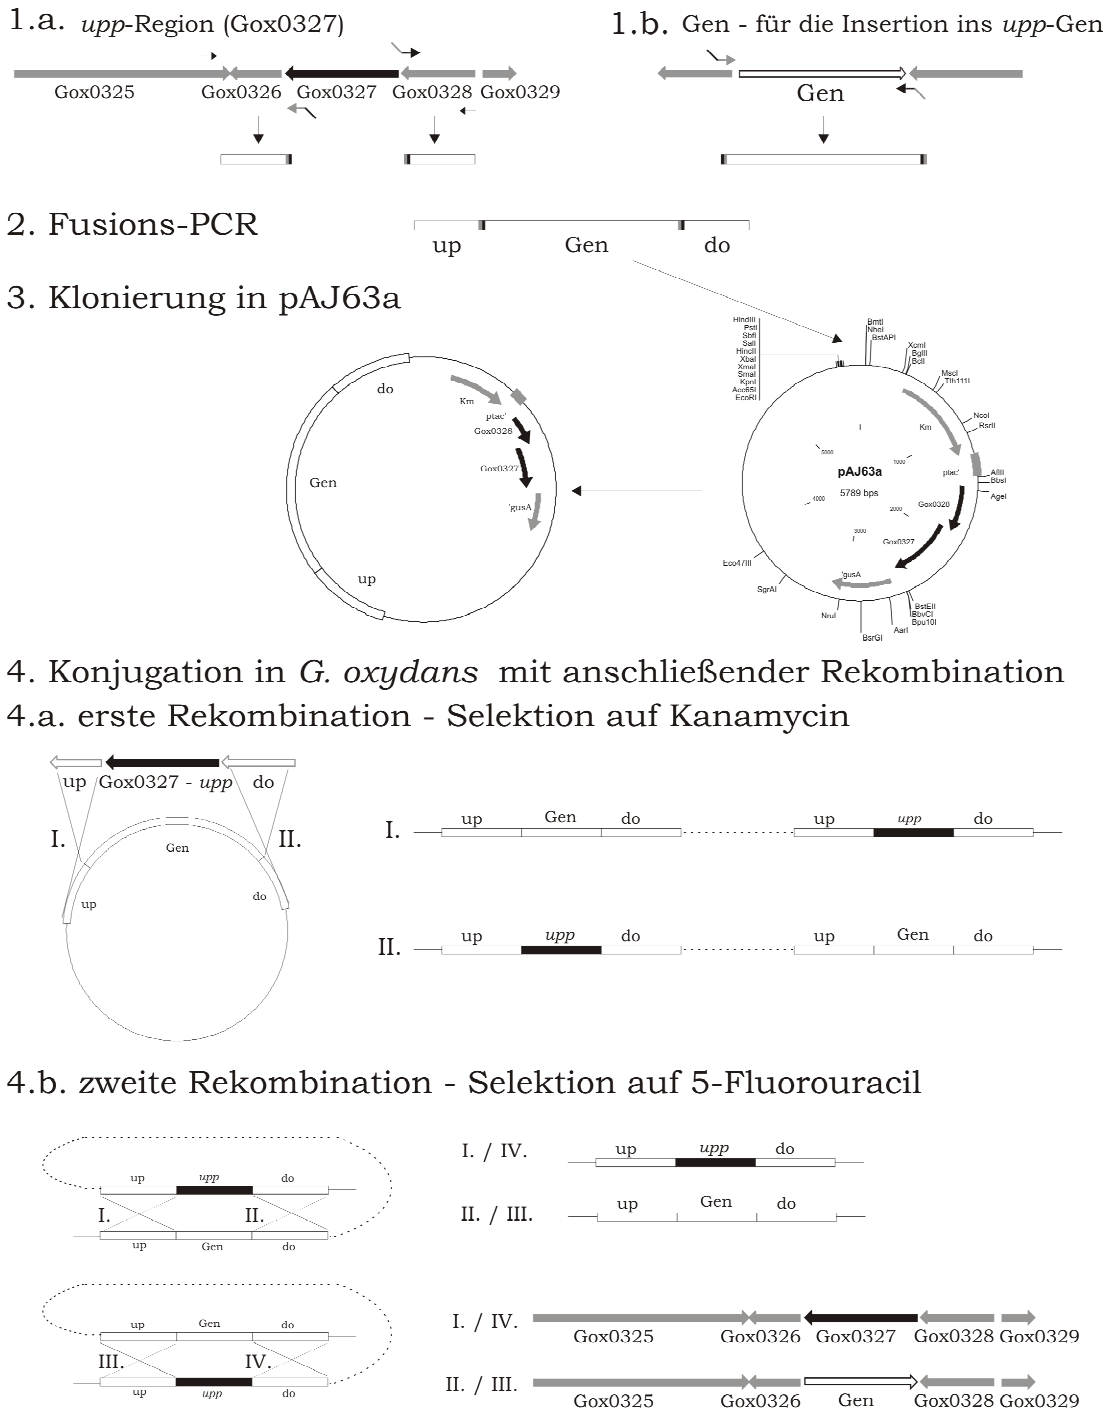 1.a. upp-Region (Gox0327)
Gox0325 Gox0326 Gox0327 Gox0328 Gox0329
1.b. Gen - für die Insertion ins upp-Gen
Gen
2. Fusions-PCR
up Gen do
3. Klonierung in pAJ63a
do
Km
ptac'
Gox0328
Gox0327
'gusA
Gen
up
HindIII
PstI
SbfI
SalI
HincII
XbaI
XmaI
SmaI
KpnI
Acc65I
EcoRI
BmtI
NheI
BstAPI
XcmI
BglII
BclI
MscI
Tth111I
NcoI
RsrII
AflII
BbsI
AgeI
Km
ptac'
Gox0328
Gox0327
'gusA
1000
2000
3000
4000
5000
pAJ63a
5789 bps
Eco47III
SgrAI
NruI
BsrGI
AarI
BstEII
BbvCI
Bpu10I
4. Konjugation in G. oxydans mit anschließender Rekombination
4.a. erste Rekombination - Selektion auf Kanamycin
up Gox0327 - upp do
I. II.
Gen
up do
I. up Gen do up upp do
II. up upp do up Gen do
4.b. zweite Rekombination - Selektion auf 5-Fluorouracil
up upp do
I. II.
up Gen do
I. / IV. up upp do
II. / III. up Gen do
up Gen do
III. IV.
up upp do
I. / IV.
Gox0325 Gox0326 Gox0327 Gox0328 Gox0329
II. / III.
Gox0325 Gox0326 Gen Gox0328 Gox0329